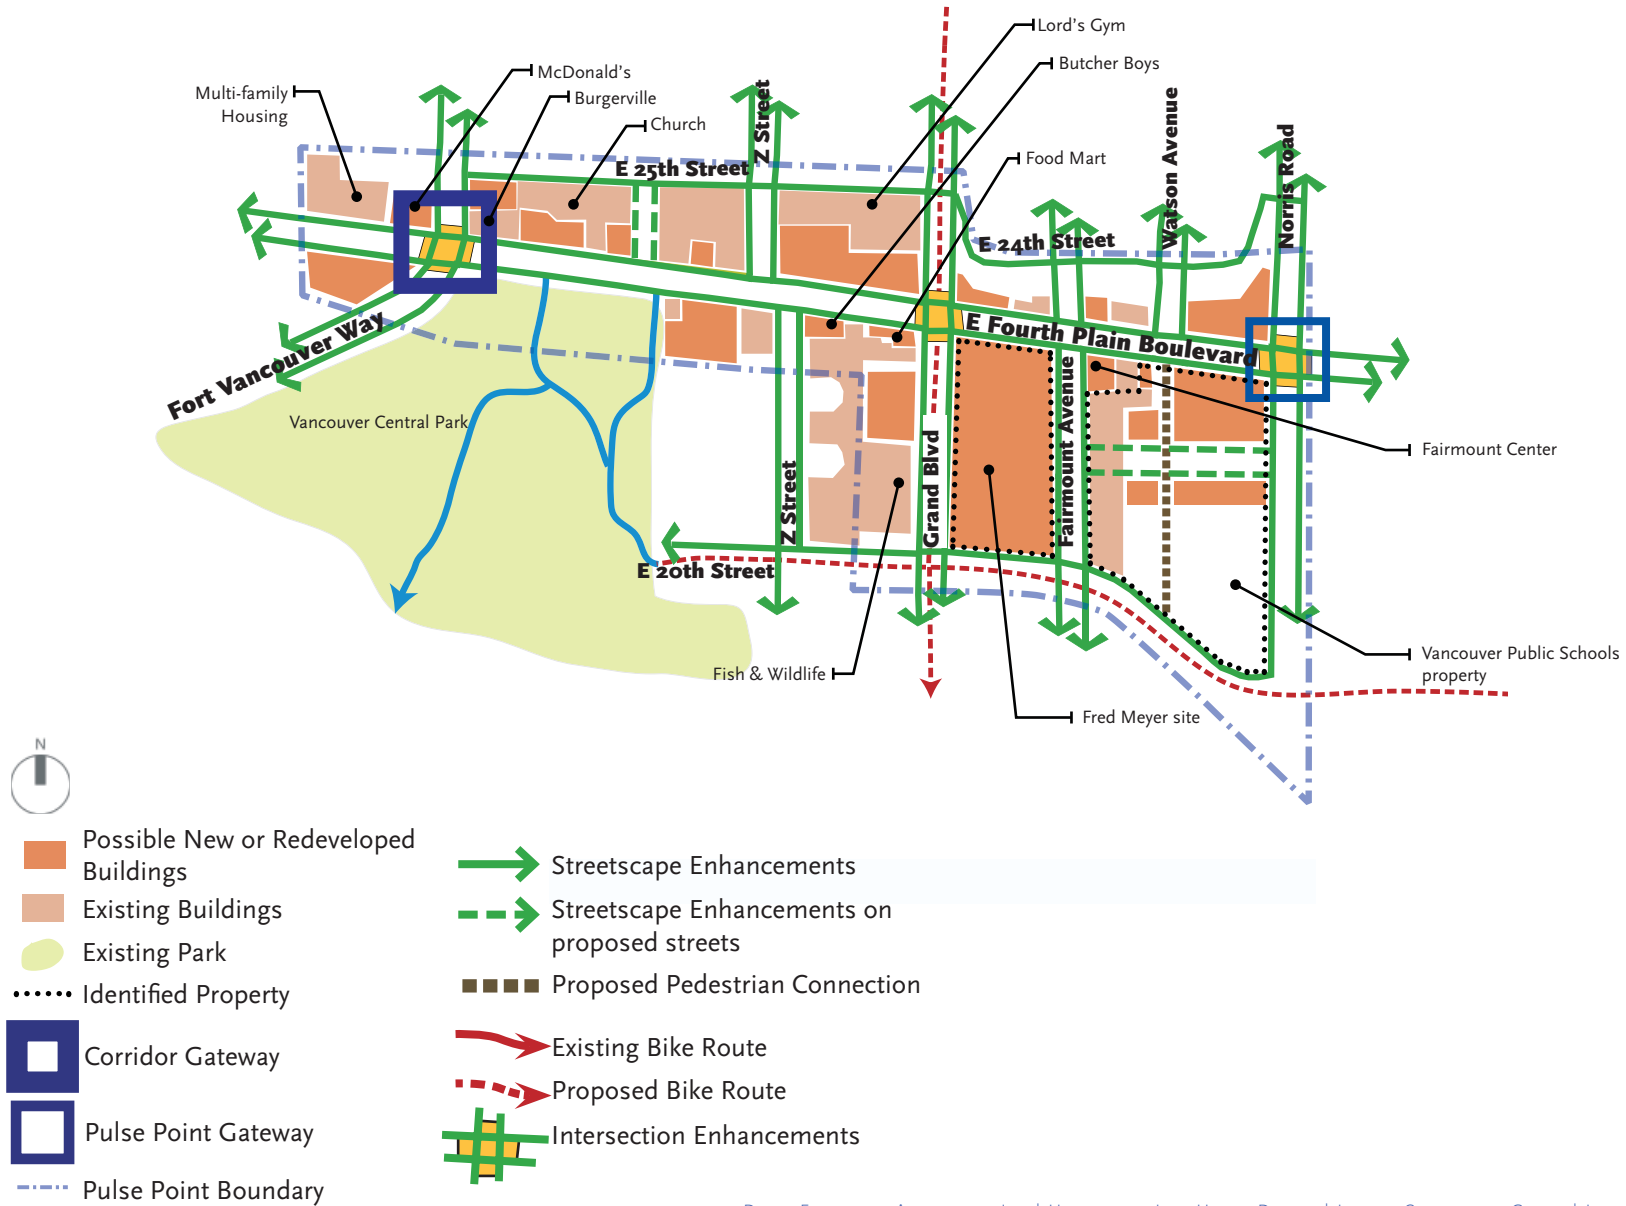 Lord's Gym
Butcher Boys
McDonald's
Multi-family
Housing
Burgerville
Church
Food Mart
Z Street
Watson Avenue
Norris Road
E 25th Street
E 24th Street
E Fourth Plain Boulevard
Fort Vancouver Way
Vancouver Central Park
Fairmount Avenue
Fairmount Center
Z Street
Grand Blvd
E 20th Street
Fish & Wildlife
Fred Meyer site
Vancouver Public Schools
property
N
Possible New or Redeveloped
Buildings
Existing Buildings
Existing Park
Identified Property
Corridor Gateway
Pulse Point Gateway
Pulse Point Boundary
Streetscape Enhancements
Streetscape Enhancements on
proposed streets
Proposed Pedestrian Connection
Existing Bike Route
Proposed Bike Route
Intersection Enhancements